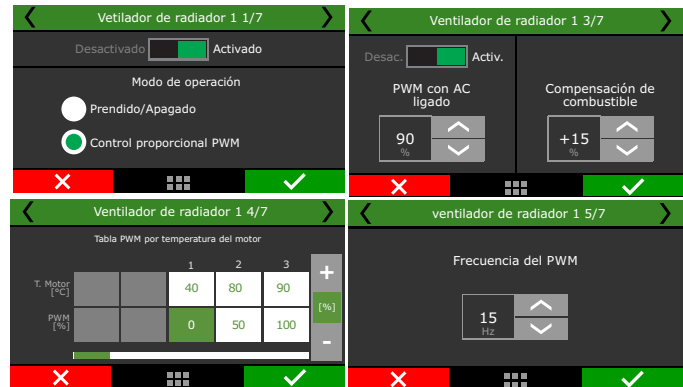 Vetilador de radiador 1 1/7
Desactivado Activado
Modo de operación
Prendido/Apagado
Control proporcional PWM
Ventilador de radiador 1 3/7
Desac. Activ.
PWM con AC
ligado
90
%
Compensación de
combustible
+15
%
Ventilador de radiador 1 4/7
Tabla PWM por temperatura del motor
1 2 3
T. Motor
[°C]
40 80 90
PWM
[%]
0 50 100
+
[%]
-
ventilador de radiador 1 5/7
Frecuencia del PWM
15
Hz